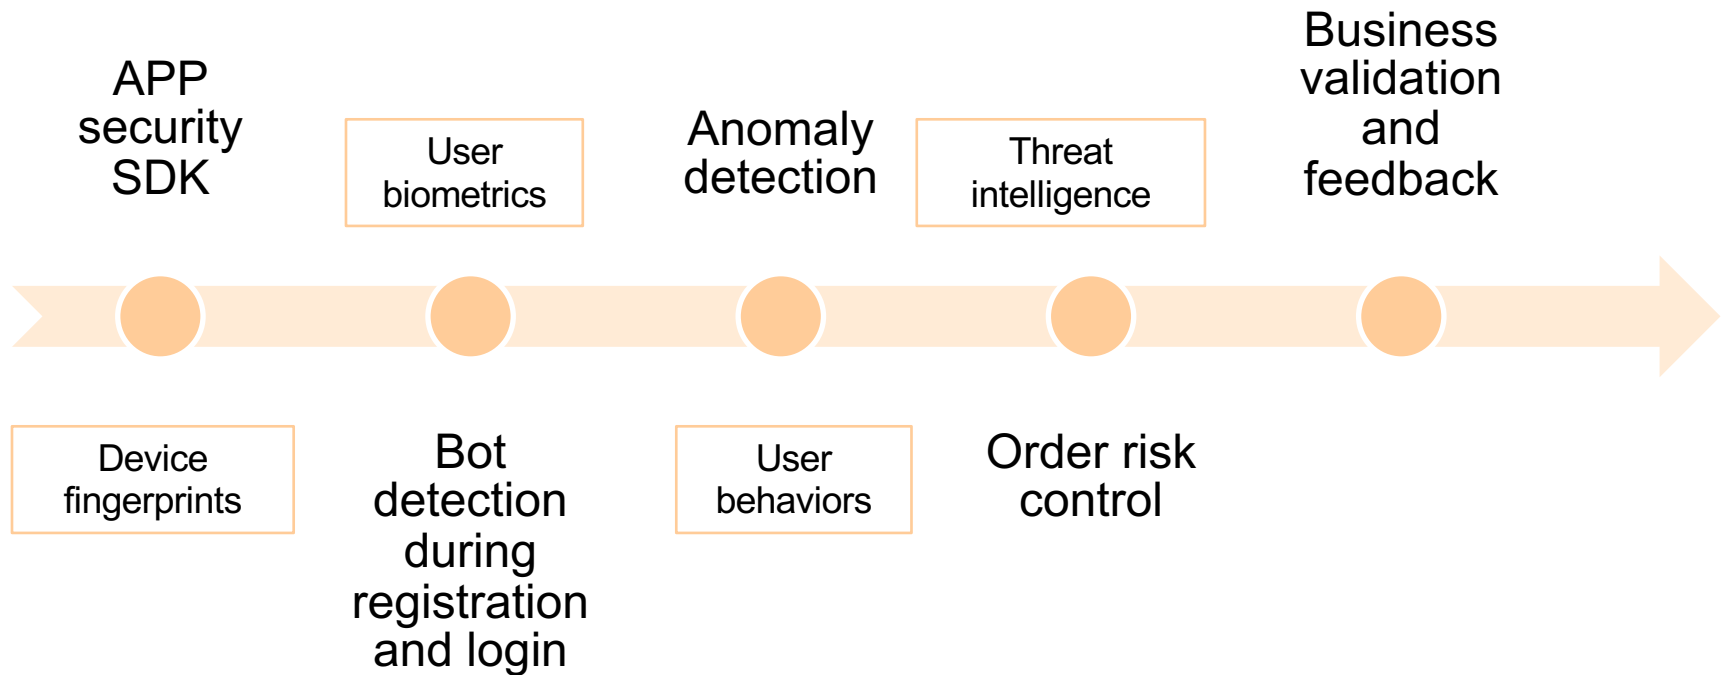 APP
security
SDK
User
biometrics
Anomaly
detection
Threat
intelligence
Business
validation
and
feedback
Device
fingerprints
Bot
detection
during
registration
and login
User
behaviors
Order risk
control